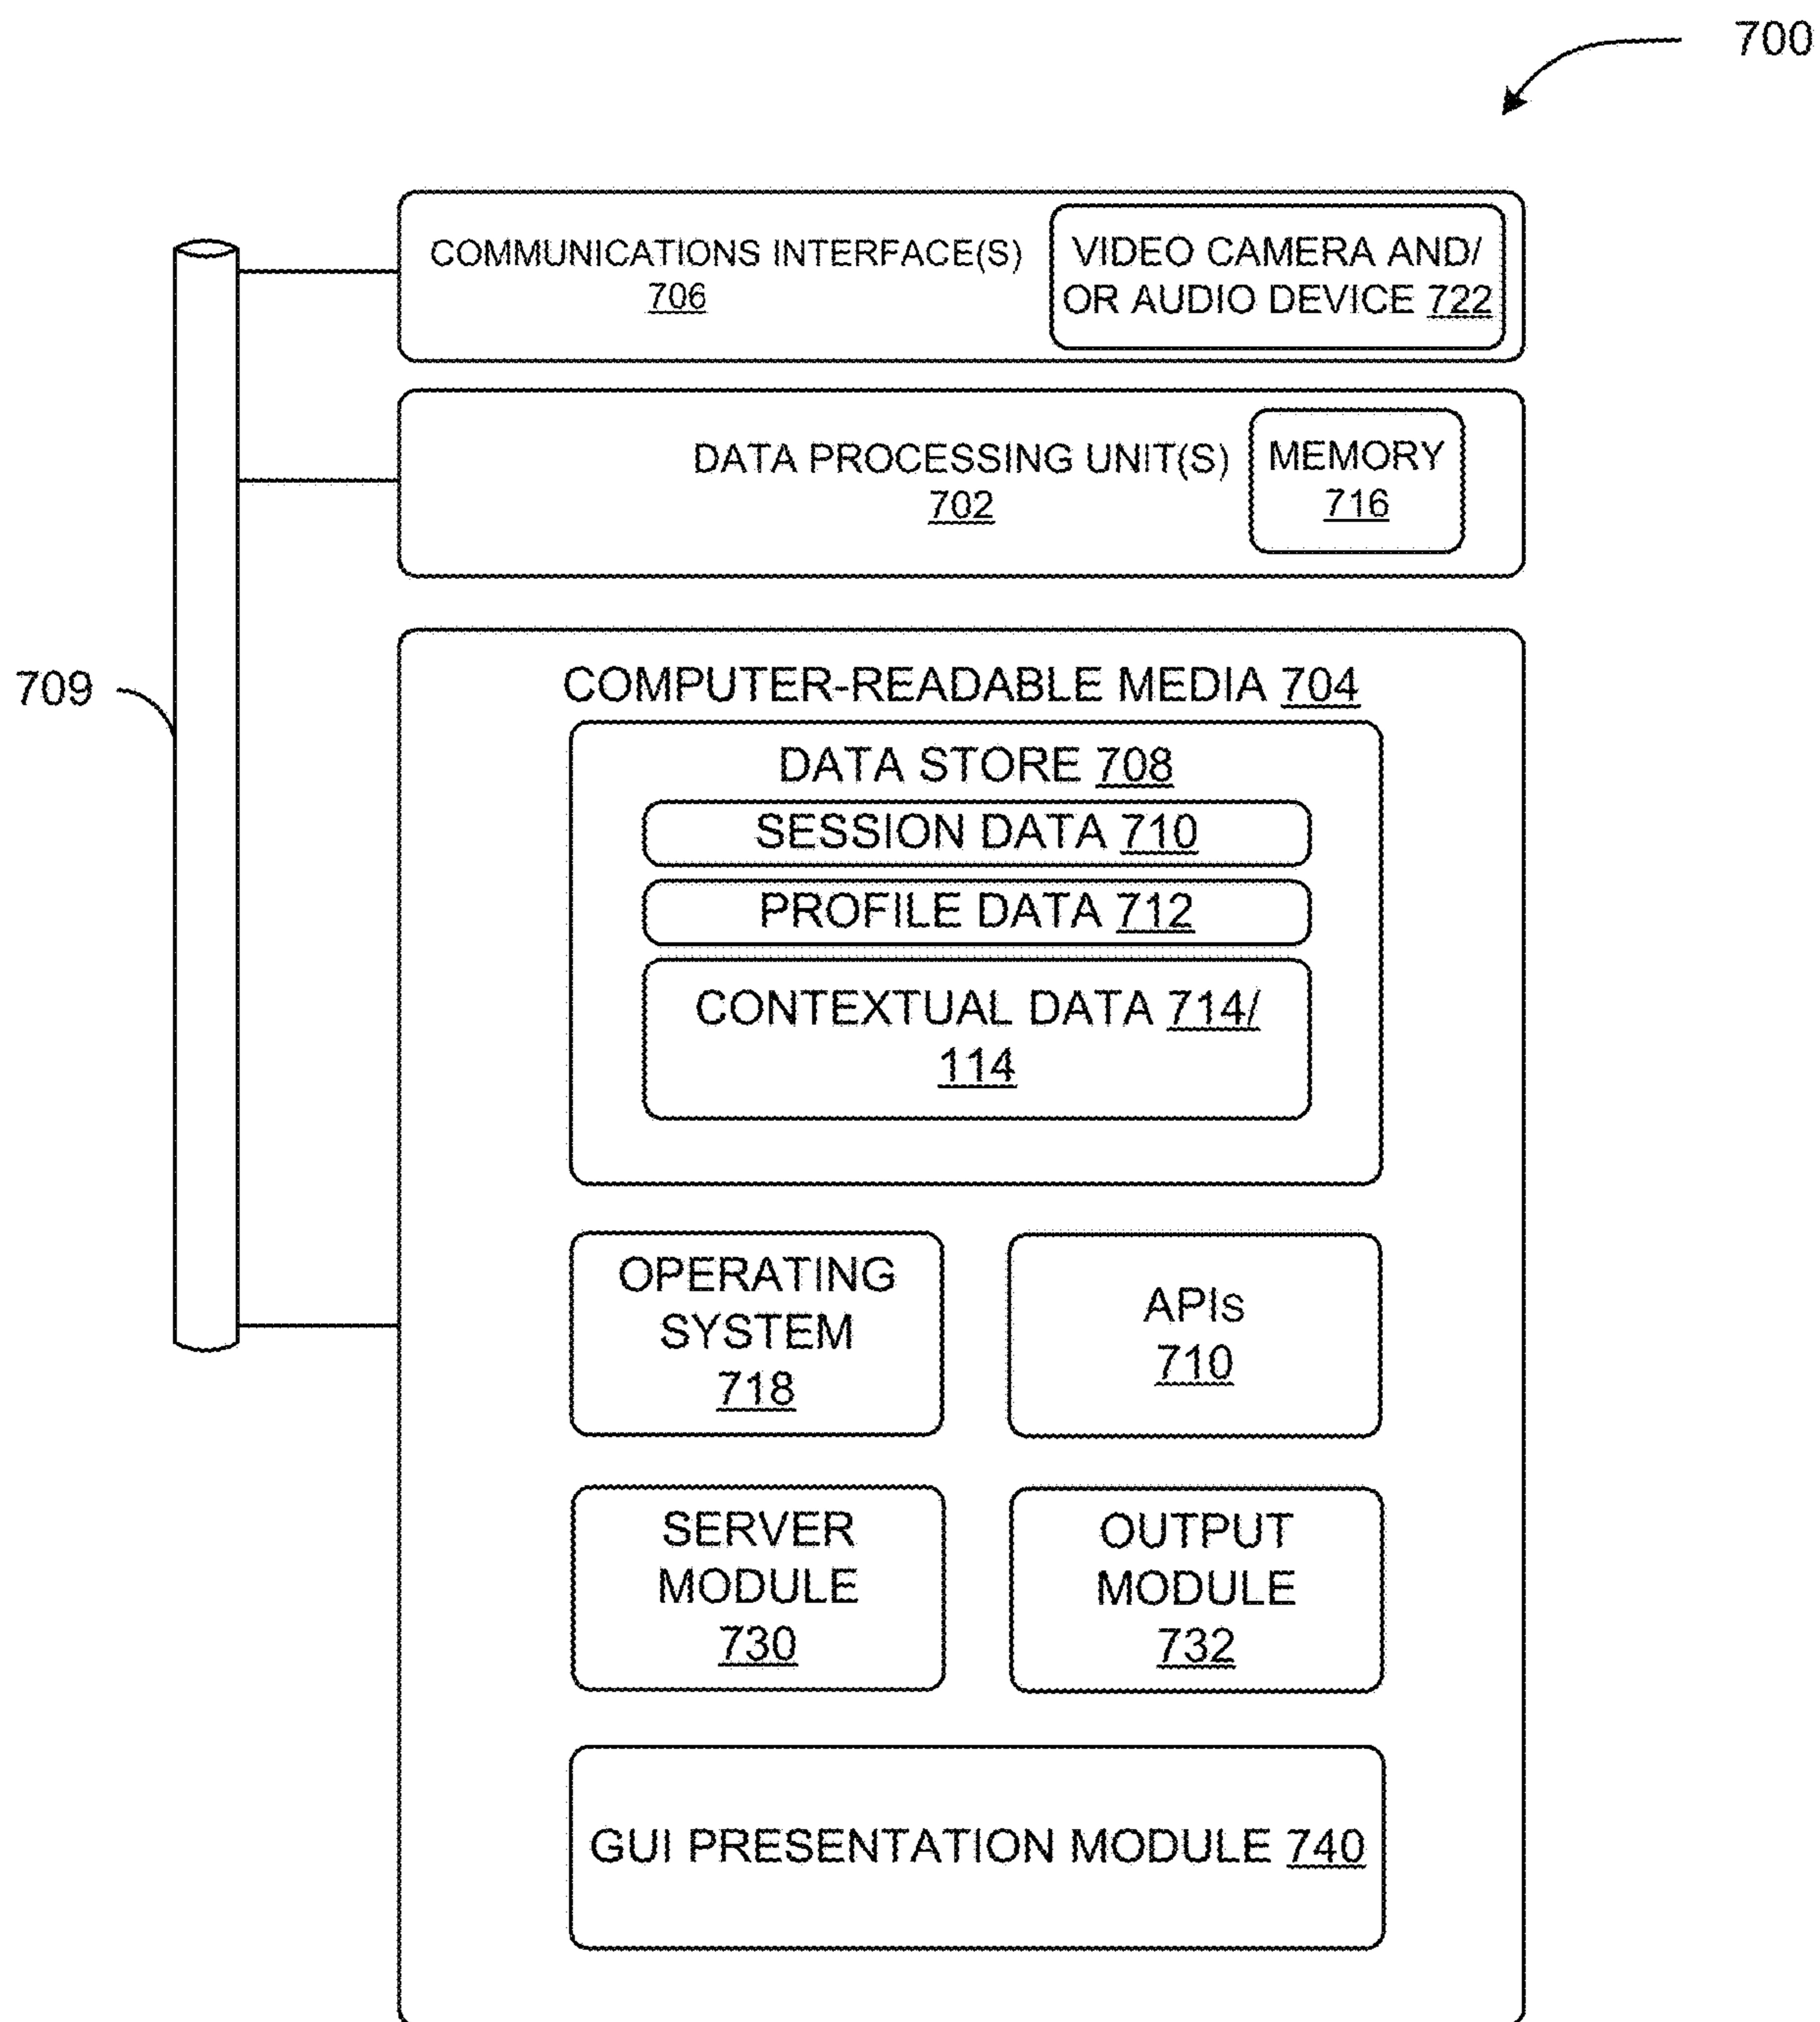 700
COMMUNICATIONS INTERFACE(S)
706
VIDEO CAMERA AND/
OR AUDIO DEVICE 722
DATA PROCESSING UNIT(S)
702
MEMORY
716
709
COMPUTER-READABLE MEDIA 704
DATA STORE 708
SESSION DATA 710
PROFILE DATA 712
CONTEXTUAL DATA 714/
114
OPERATING
SYSTEM
718
APIs
710
SERVER
MODULE
730
OUTPUT
MODULE
732
GUI PRESENTATION MODULE 740